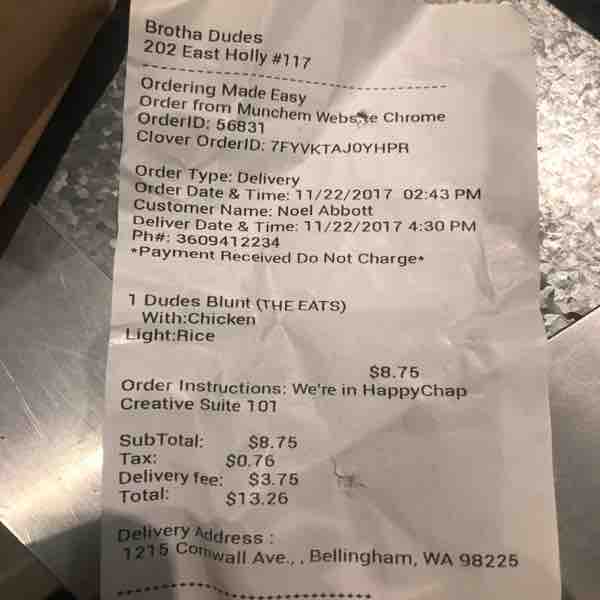 Brotha Dudes
202 East Holly #117
Ordering Made Easy
Order from Munchem Website Chrome
OrderID: 56831
Clover OrderID: 7FYVKTAJ0YHPR
Order Type: Delivery
Order Date & Time: 11/22/2017 02:43 PM
Customer Name: Noel Abbott
Deliver Date & Time: 11/22/2017 4:30 PM
Ph#: 3609412234
*Payment Received Do Not Charge*
1 Dudes Blunt (THE EATS)
With:Chicken
Light:Rice
$8.75
Order Instructions: We're in HappyChap
Creative Suite 101
SubTotal: $8.75
Tax: $0.76
Delivery fee: $3.75
Total: $13.26
Delivery Address :
1215 Cornwall Ave., , Bellingham, WA 98225